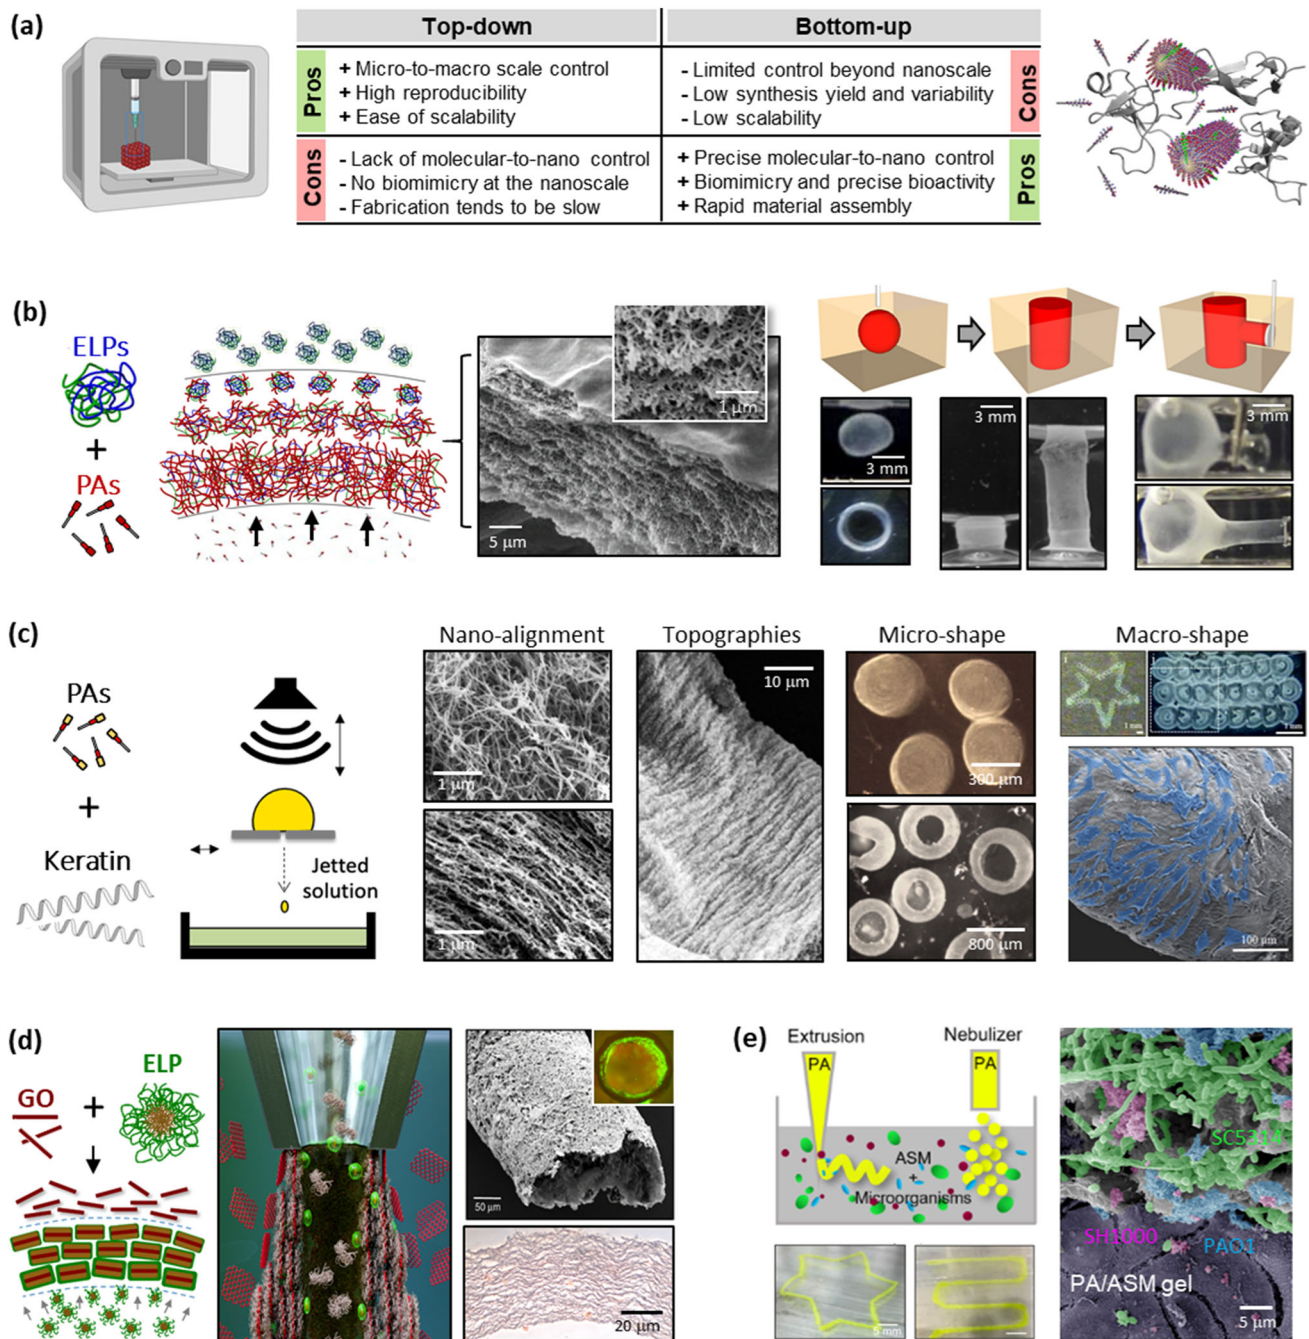 (a)
Top-down
Bottom-up
Pros
+ Micro-to-macro scale control
+ High reproducibility
+ Ease of scalability
- Limited control beyond nanoscale
- Low synthesis yield and variability
- Low scalability
Cons
Cons
- Lack of molecular-to-nano control
- No biomimicry at the nanoscale
- Fabrication tends to be slow
+ Precise molecular-to-nano control
+ Biomimicry and precise bioactivity
+ Rapid material assembly
Pros
(b)
ELPs
+
PAs
1 µm
5 µm
3 mm
3 mm
3 mm
(c)
PAs
+
Keratin
Jetted
solution
Nano-alignment
1 µm
1 µm
Topographies
10 µm
Micro-shape
300 µm
800 µm
Macro-shape
1 mm
1 mm
100 µm
(d)
GO
+
ELP
50 µm
20 µm
(e)
Extrusion
Nebulizer
PA
PA
ASM
+
Microorganisms
5 mm
SC5314
SH1000
PAO1
PA/ASM gel
5 µm